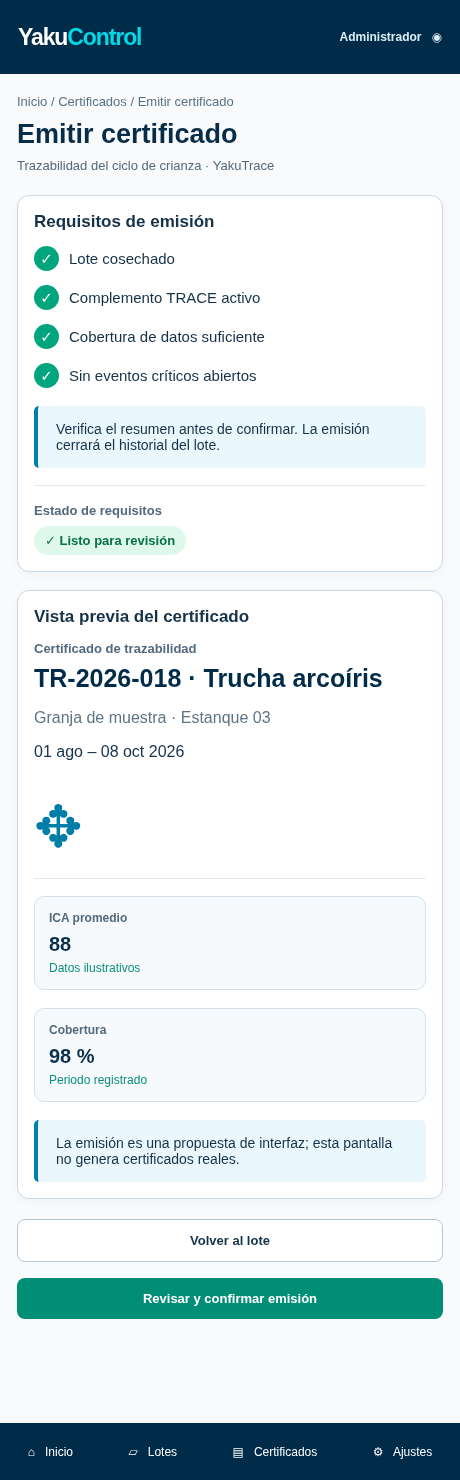 YakuControl
Administrador ◉
Inicio / Certificados / Emitir certificado
Emitir certificado
Trazabilidad del ciclo de crianza · YakuTrace
Requisitos de emisión
✓ Lote cosechado
✓ Complemento TRACE activo
✓ Cobertura de datos suficiente
✓ Sin eventos críticos abiertos
Verifica el resumen antes de confirmar. La emisión
cerrará el historial del lote.
Estado de requisitos
✓ Listo para revisión
Vista previa del certificado
Certificado de trazabilidad
TR-2026-018 · Trucha arcoíris
Granja de muestra · Estanque 03
01 ago – 08 oct 2026
ICA promedio
88
Datos ilustrativos
Cobertura
98 %
Periodo registrado
La emisión es una propuesta de interfaz; esta pantalla
no genera certificados reales.
Volver al lote
Revisar y confirmar emisión
⌂ Inicio
▱ Lotes
▤ Certificados
⚙ Ajustes